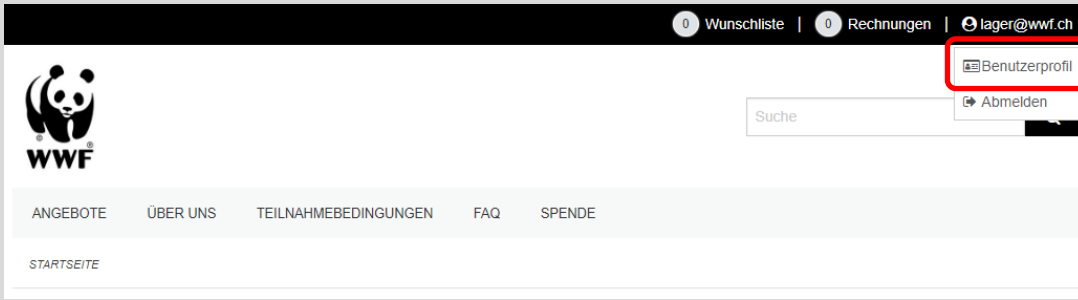 0 Wunschliste | 0 Rechnungen | lager@wwf.ch
Benutzerprofil
Abmelden
Suche
WWF
ANGEBOTE ÜBER UNS TEILNAHMEBEDINGUNGEN FAQ SPENDE
STARTSEITE